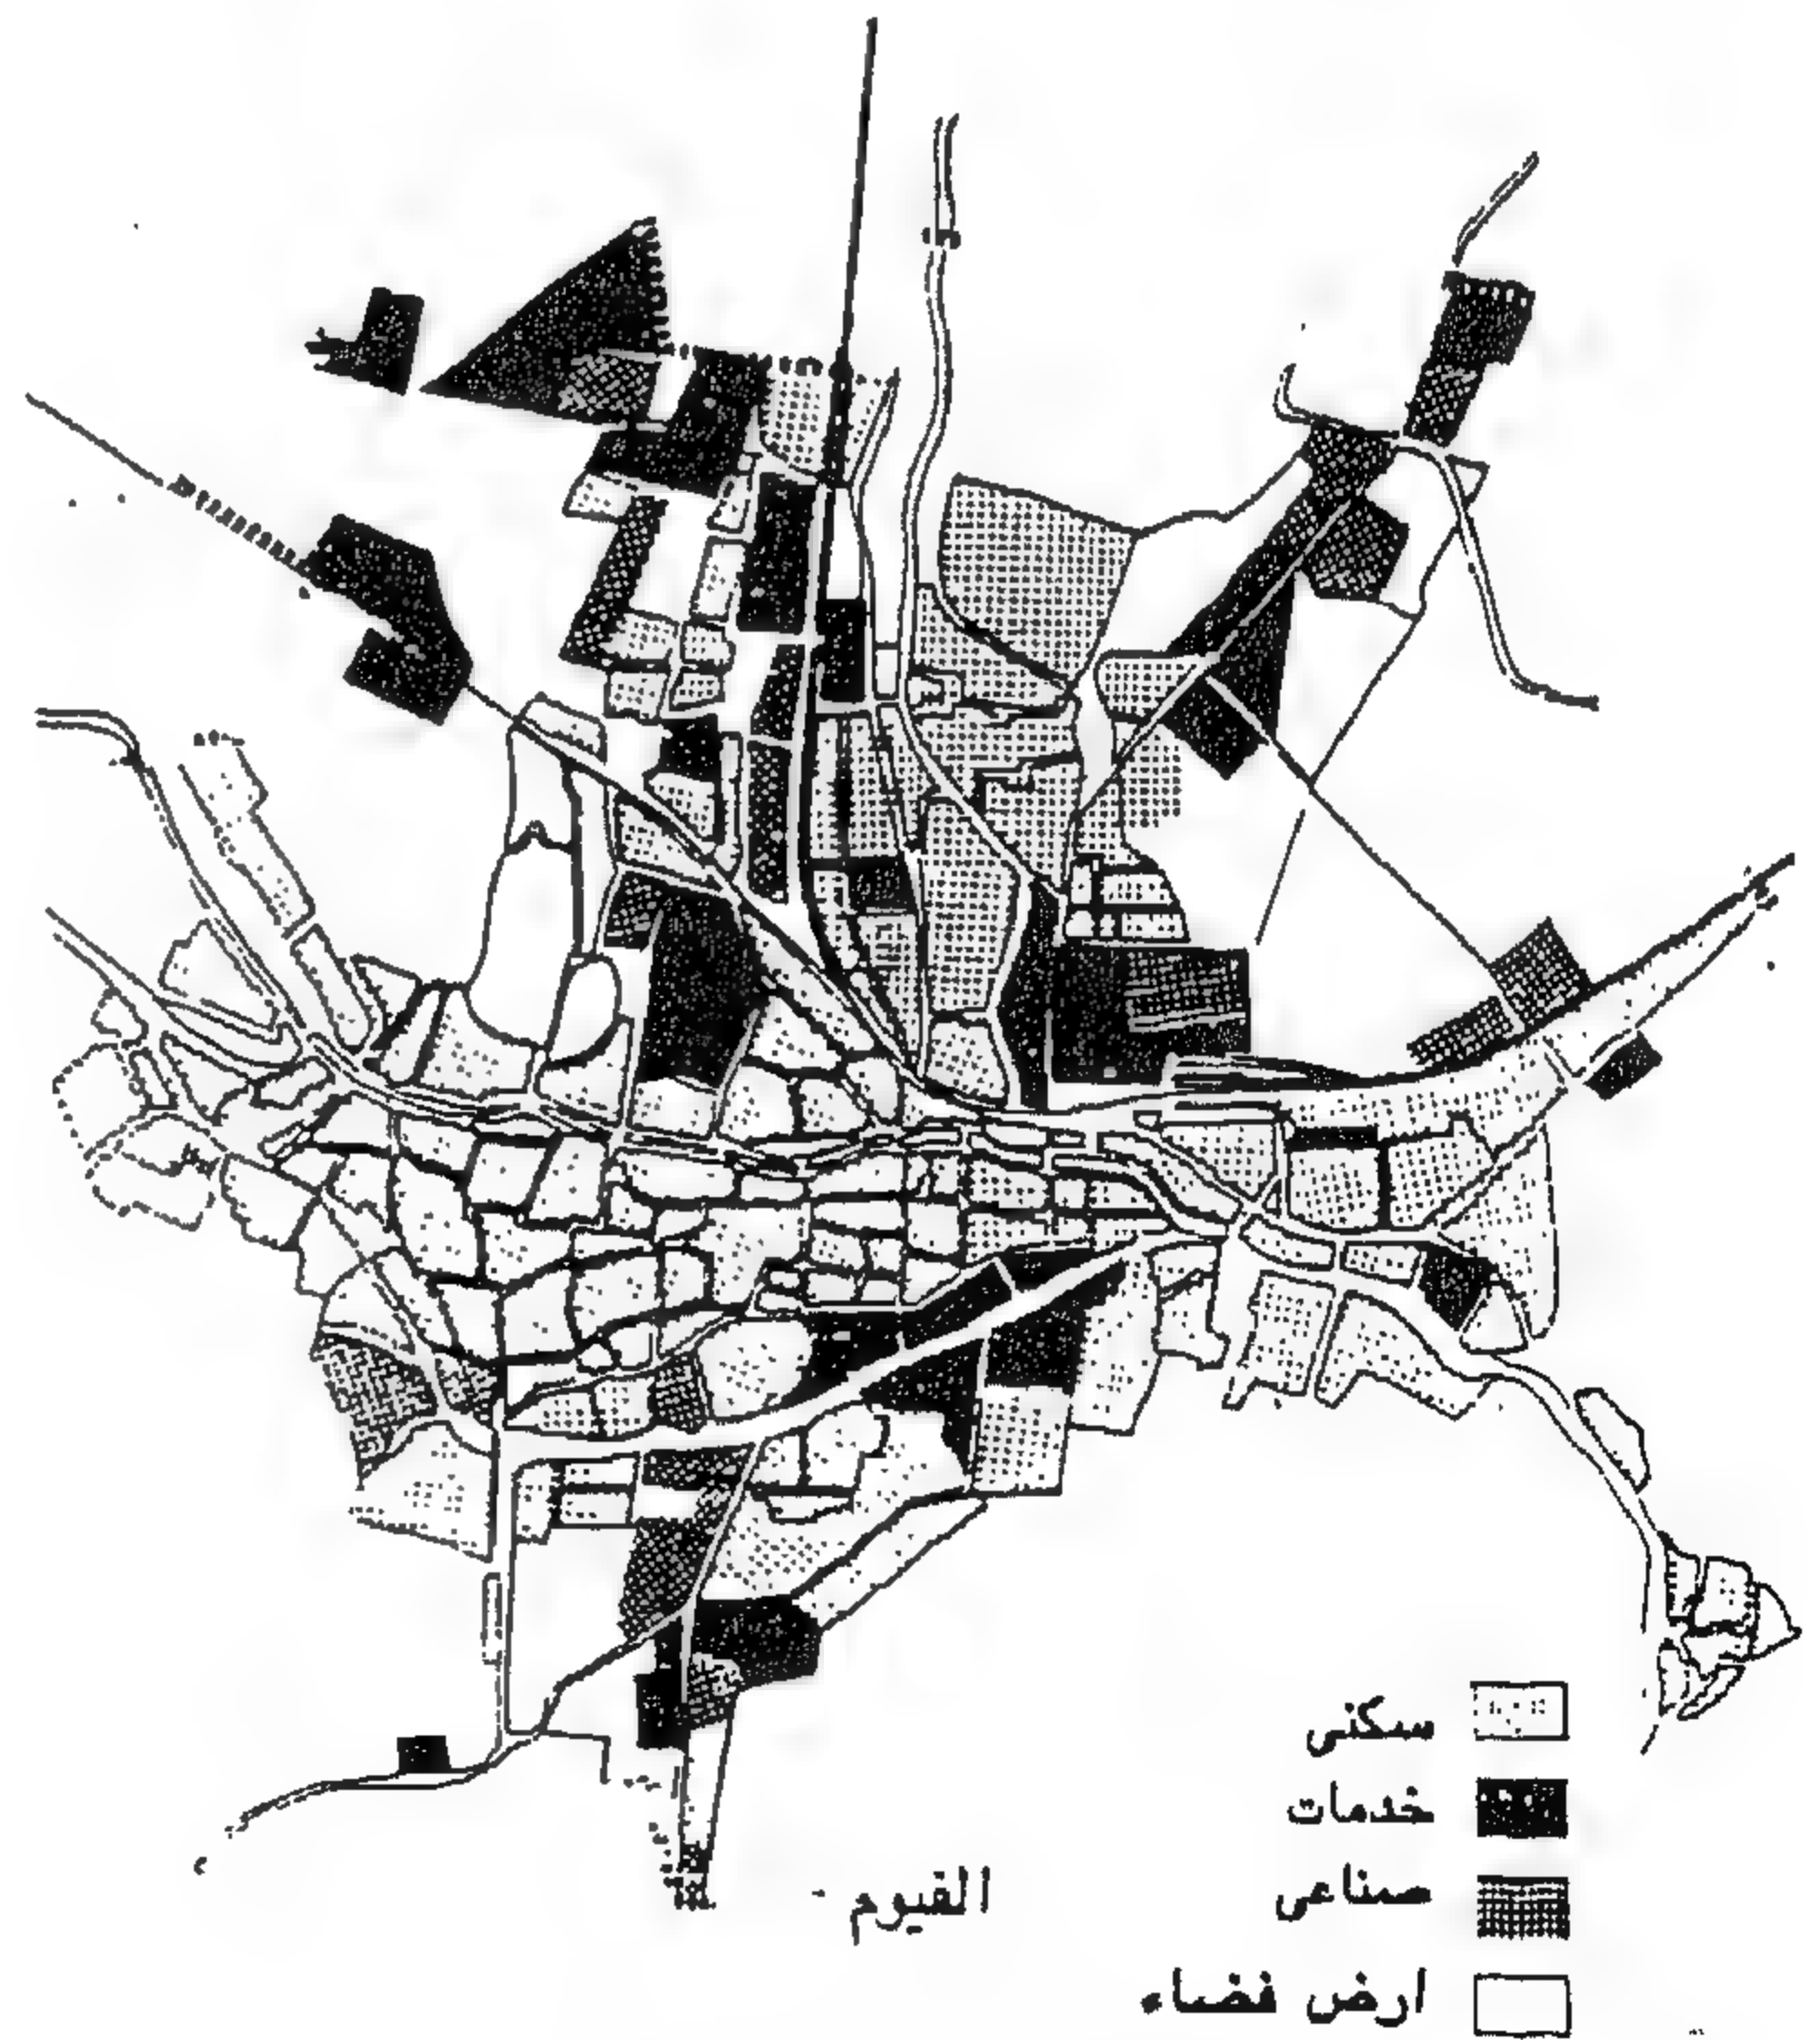 سكنى
خدمات
صناعى
ارض فضاء
الفيوم